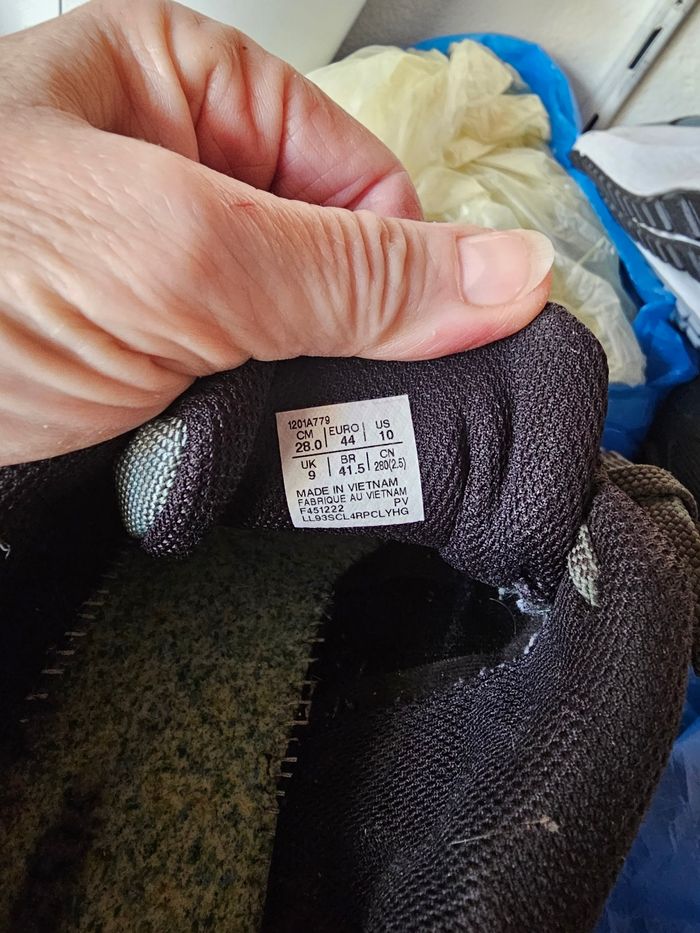 1201A779
CM EURO US
28.0 44 10
UK BR CN
9 41.5 280(2.5)
MADE IN VIETNAM
FABRIQUE AU VIETNAM
F451222 PV
LL93SCL4RPCLYHG